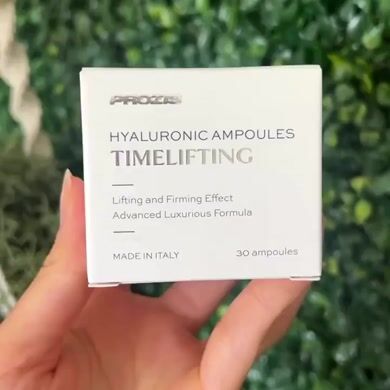 PROZIS
HYALURONIC AMPOULES
TIMELIFTING
Lifting and Firming Effect
Advanced Luxurious Formula
MADE IN ITALY
30 ampoules